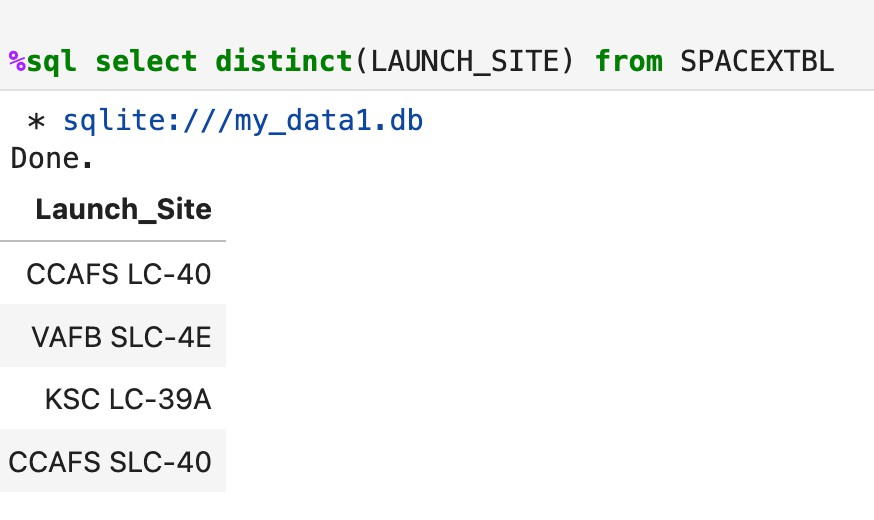 %sql select distinct(LAUNCH_SITE) from SPACEXTBL
* sqlite:///my_data1.db
Done.
Launch_Site
CCAFS LC-40
VAFB SLC-4E
KSC LC-39A
CCAFS SLC-40